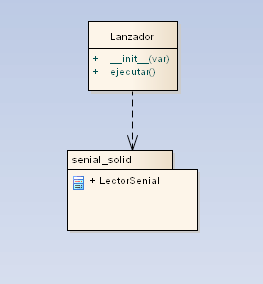 Lanzador
+ __init__(var)
+ ejecutar()
senial_solid
+ LectorSenial